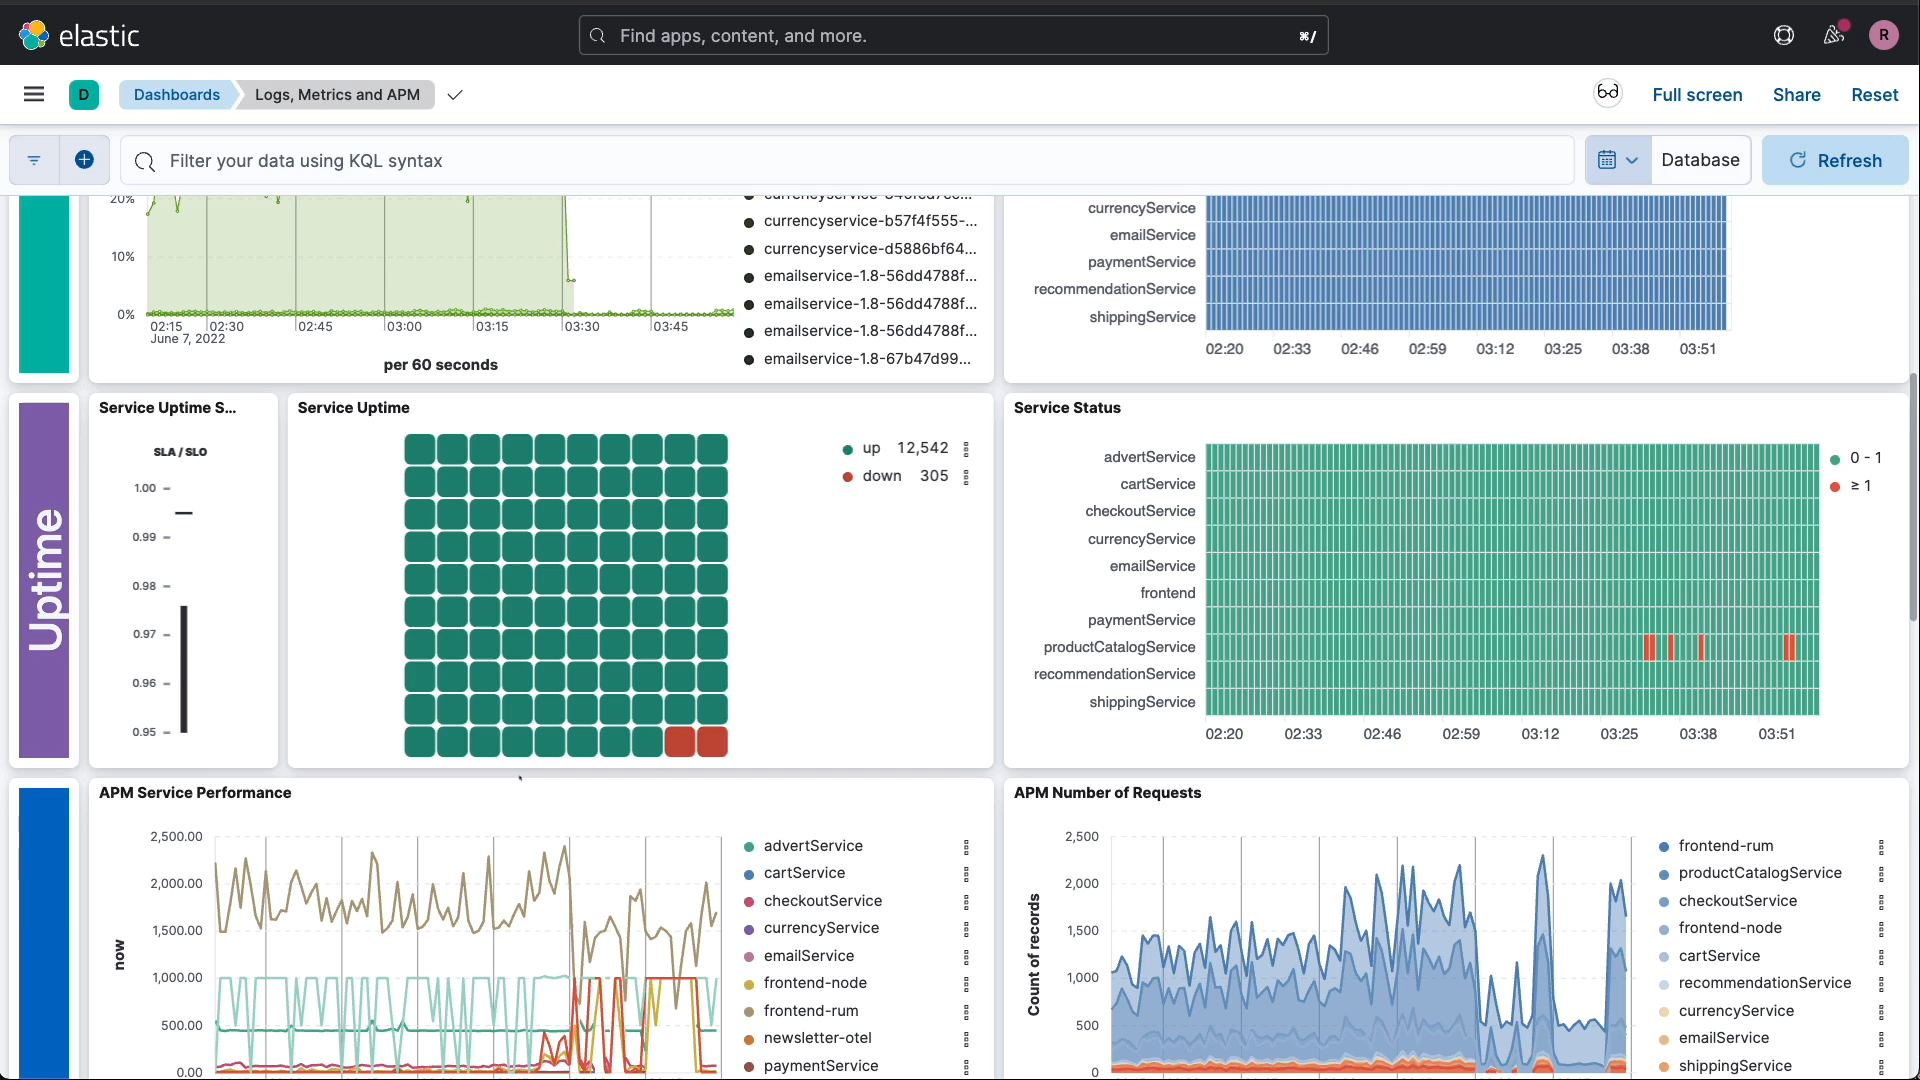 elastic
Find apps, content, and more.
⌘/
R
D
Dashboards
Logs, Metrics and APM
Full screen
Share
Reset
Filter your data using KQL syntax
Database
Refresh
20%
10%
0%
02:15
02:30
02:45
03:00
03:15
03:30
03:45
June 7, 2022
per 60 seconds
currencyservice-b57f4f555-...
currencyservice-d5886bf64...
emailservice-1.8-56dd4788f...
emailservice-1.8-56dd4788f...
emailservice-1.8-56dd4788f...
emailservice-1.8-67b47d99...
currencyService
emailService
paymentService
recommendationService
shippingService
02:20
02:33
02:46
02:59
03:12
03:25
03:38
03:51
Uptime
Service Uptime S...
SLA / SLO
1.00
0.99
0.98
0.97
0.96
0.95
Service Uptime
up 12,542
down 305
Service Status
advertService
cartService
checkoutService
currencyService
emailService
frontend
paymentService
productCatalogService
recommendationService
shippingService
02:20
02:33
02:46
02:59
03:12
03:25
03:38
03:51
0 - 1
≥ 1
APM Service Performance
now
2,500.00
2,000.00
1,500.00
1,000.00
500.00
0.00
advertService
cartService
checkoutService
currencyService
emailService
frontend-node
frontend-rum
newsletter-otel
paymentService
APM Number of Requests
Count of records
2,500
2,000
1,500
1,000
500
0
frontend-rum
productCatalogService
checkoutService
frontend-node
cartService
recommendationService
currencyService
emailService
shippingService